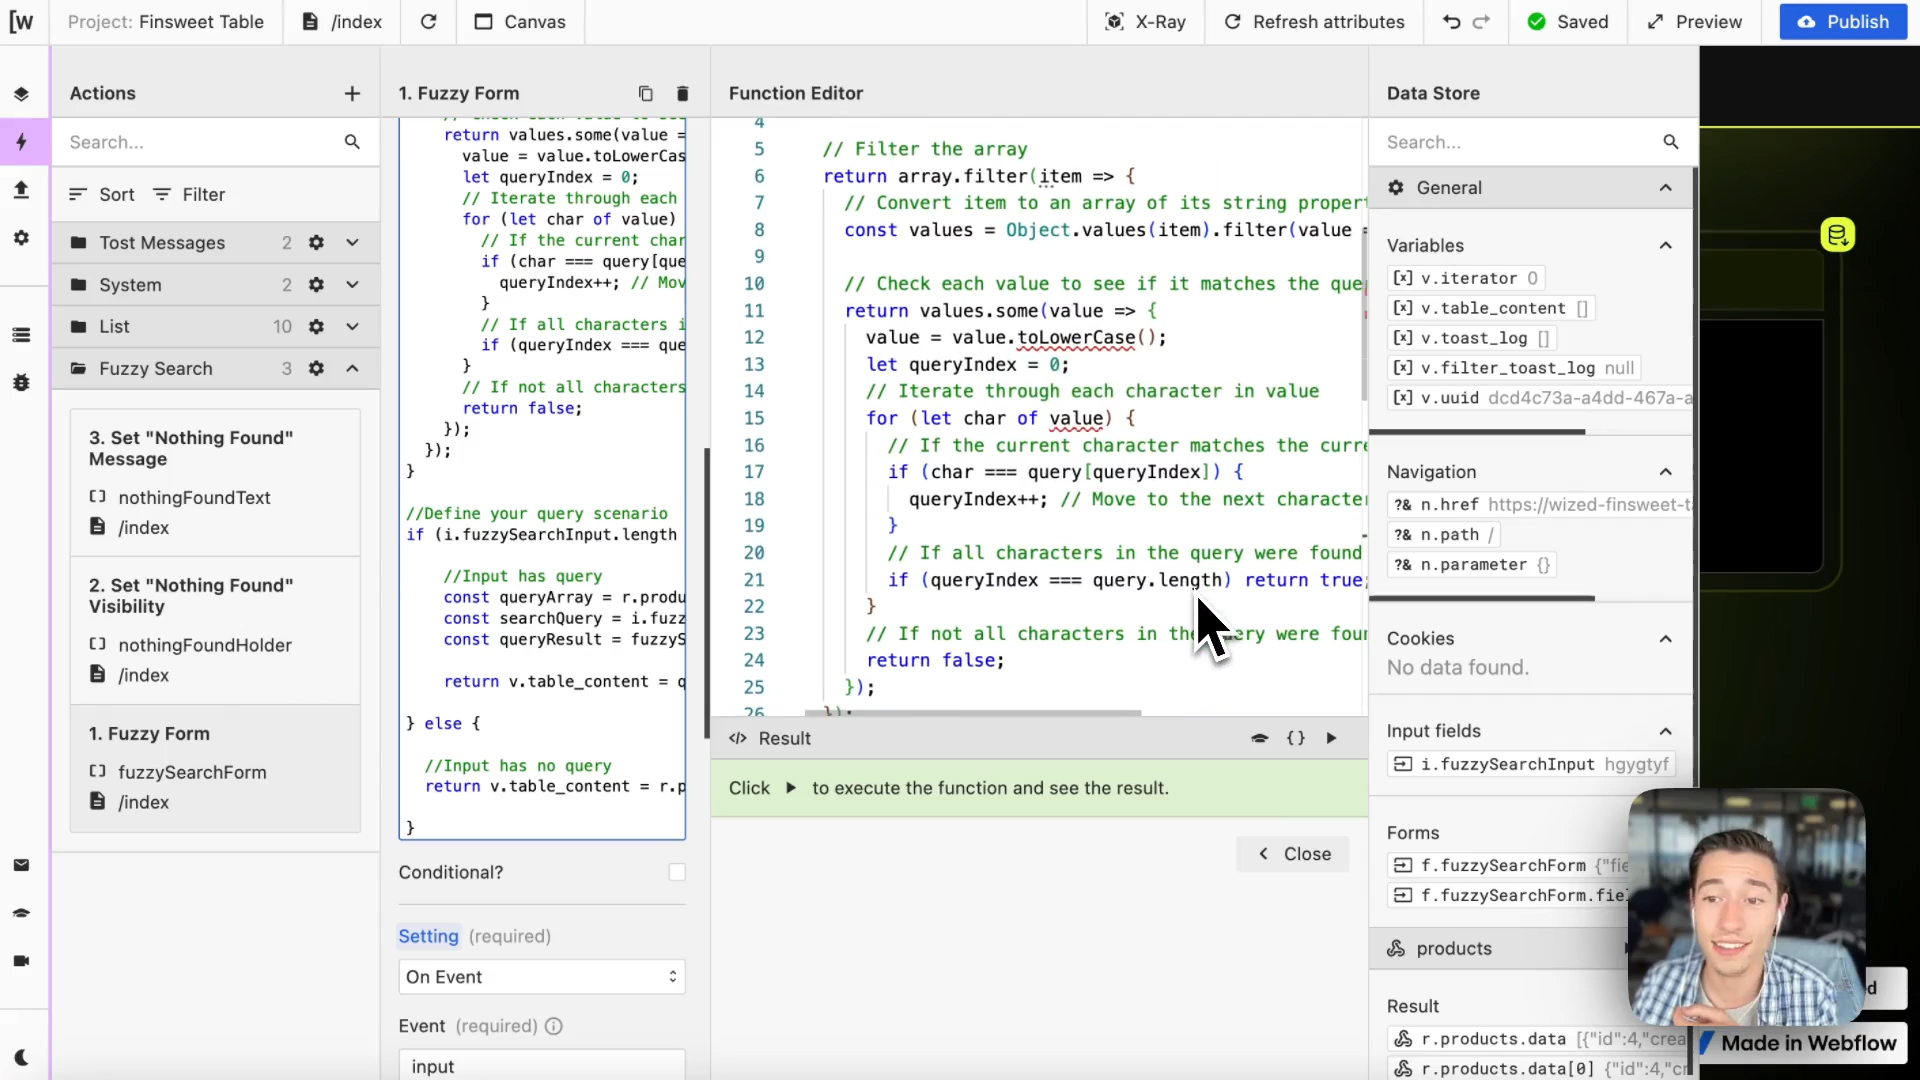 [w
Project: Finsweet Table
/index
Canvas
X-Ray
Refresh attributes
Saved
Preview
Publish
Actions
Search...
Sort
Filter
Tost Messages 2
System 2
List 10
Fuzzy Search 3
3. Set "Nothing Found"
Message
nothingFoundText
/index
2. Set "Nothing Found"
Visibility
nothingFoundHolder
/index
1. Fuzzy Form
fuzzySearchForm
/index
1. Fuzzy Form
return values.some(value =
value = value.toLowerCas
let queryIndex = 0;
// Iterate through each
for (let char of value)
// If the current char
if (char === query[que
queryIndex++; // Mov
}
// If all characters i
if (queryIndex === que
}
// If not all characters
return false;
});
});
}
//Define your query scenario
if (i.fuzzySearchInput.length
//Input has query
const queryArray = r.produ
const searchQuery = i.fuzz
const queryResult = fuzzyS
return v.table_content = q
} else {
//Input has no query
return v.table_content = r.p
}
Conditional?
Setting (required)
On Event
Event (required)
input
Function Editor
4
5 // Filter the array
6 return array.filter(item => {
7 // Convert item to an array of its string propert
8 const values = Object.values(item).filter(value =
9
10 // Check each value to see if it matches the que
11 return values.some(value => {
12 value = value.toLowerCase();
13 let queryIndex = 0;
14 // Iterate through each character in value
15 for (let char of value) {
16 // If the current character matches the curre
17 if (char === query[queryIndex]) {
18 queryIndex++; // Move to the next character
19 }
20 // If all characters in the query were found
21 if (queryIndex === query.length) return true;
22 }
23 // If not all characters in the query were four
24 return false;
25 });
26 });
Result
Click to execute the function and see the result.
Close
Data Store
Search...
General
Variables
[x] v.iterator 0
[x] v.table_content []
[x] v.toast_log []
[x] v.filter_toast_log null
[x] v.uuid dcd4c73a-a4dd-467a-a
Navigation
?& n.href https://wized-finsweet-t
?& n.path /
?& n.parameter {}
Cookies
No data found.
Input fields
i.fuzzySearchInput hgygtyf
Forms
f.fuzzySearchForm {"fie
f.fuzzySearchForm.fiel
products
Result
r.products.data [{"id":4,"crea
r.products.data[0] {"id":4,"cr
Made in Webflow